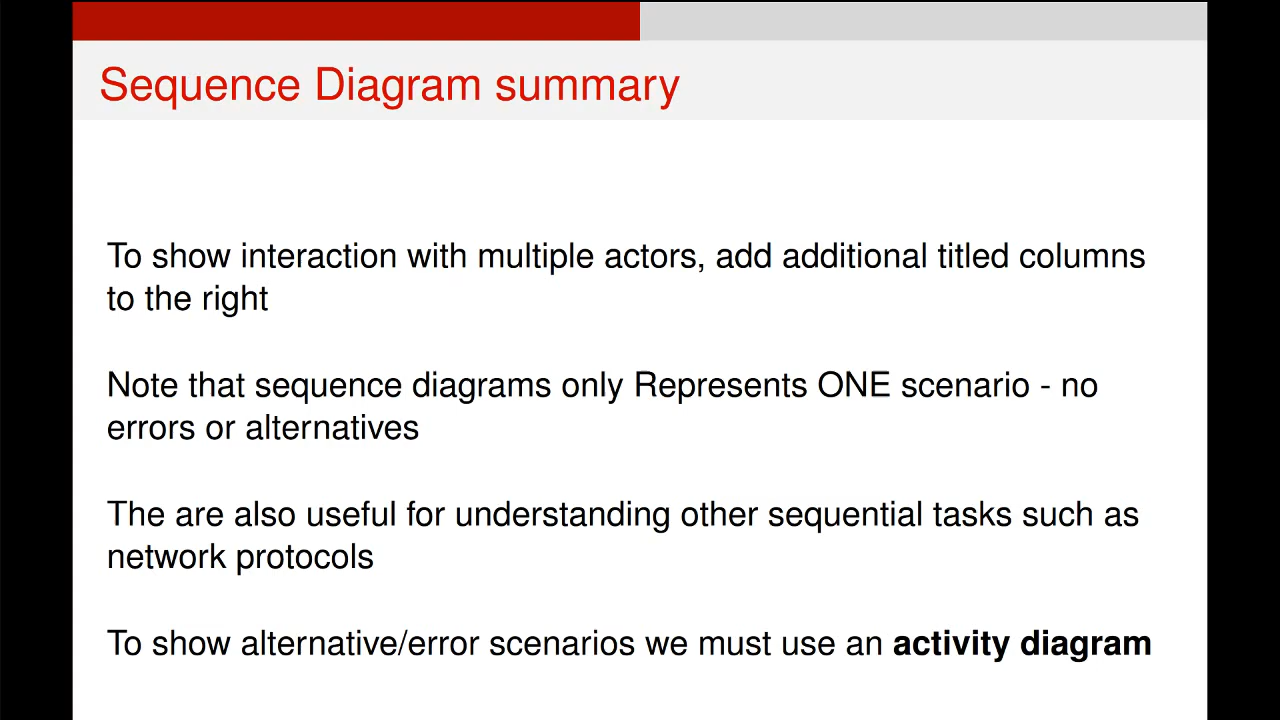 Sequence Diagram summary
To show interaction with multiple actors, add additional titled columns
to the right
Note that sequence diagrams only Represents ONE scenario - no
errors or alternatives
The are also useful for understanding other sequential tasks such as
network protocols
To show alternative/error scenarios we must use an activity diagram